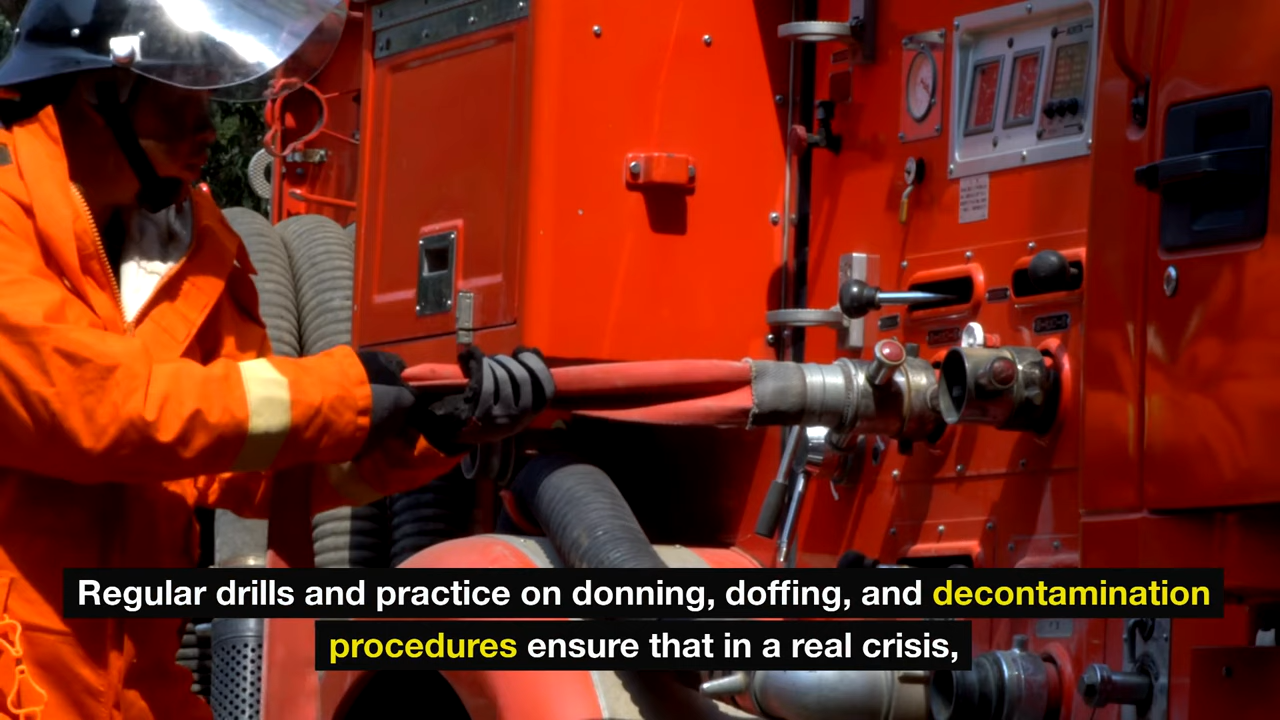 Regular drills and practice on donning, doffing, and decontamination
procedures ensure that in a real crisis,